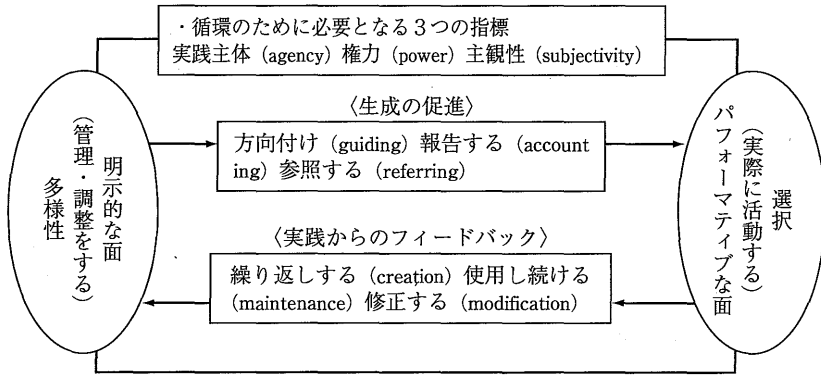 ・循環のために必要となる３つの指標
実践主体（agency）権力（power）主観性（subjectivity）
〈生成の促進〉
方向付け（guiding）報告する（account
ing）参照する（referring）
〈実践からのフィードバック〉
繰り返しする（creation）使用し続ける
（maintenance）修正する（modification）
明示的な面
（管理・調整をする）
多様性
選択
（実際に活動する）
パフォーマティブな面